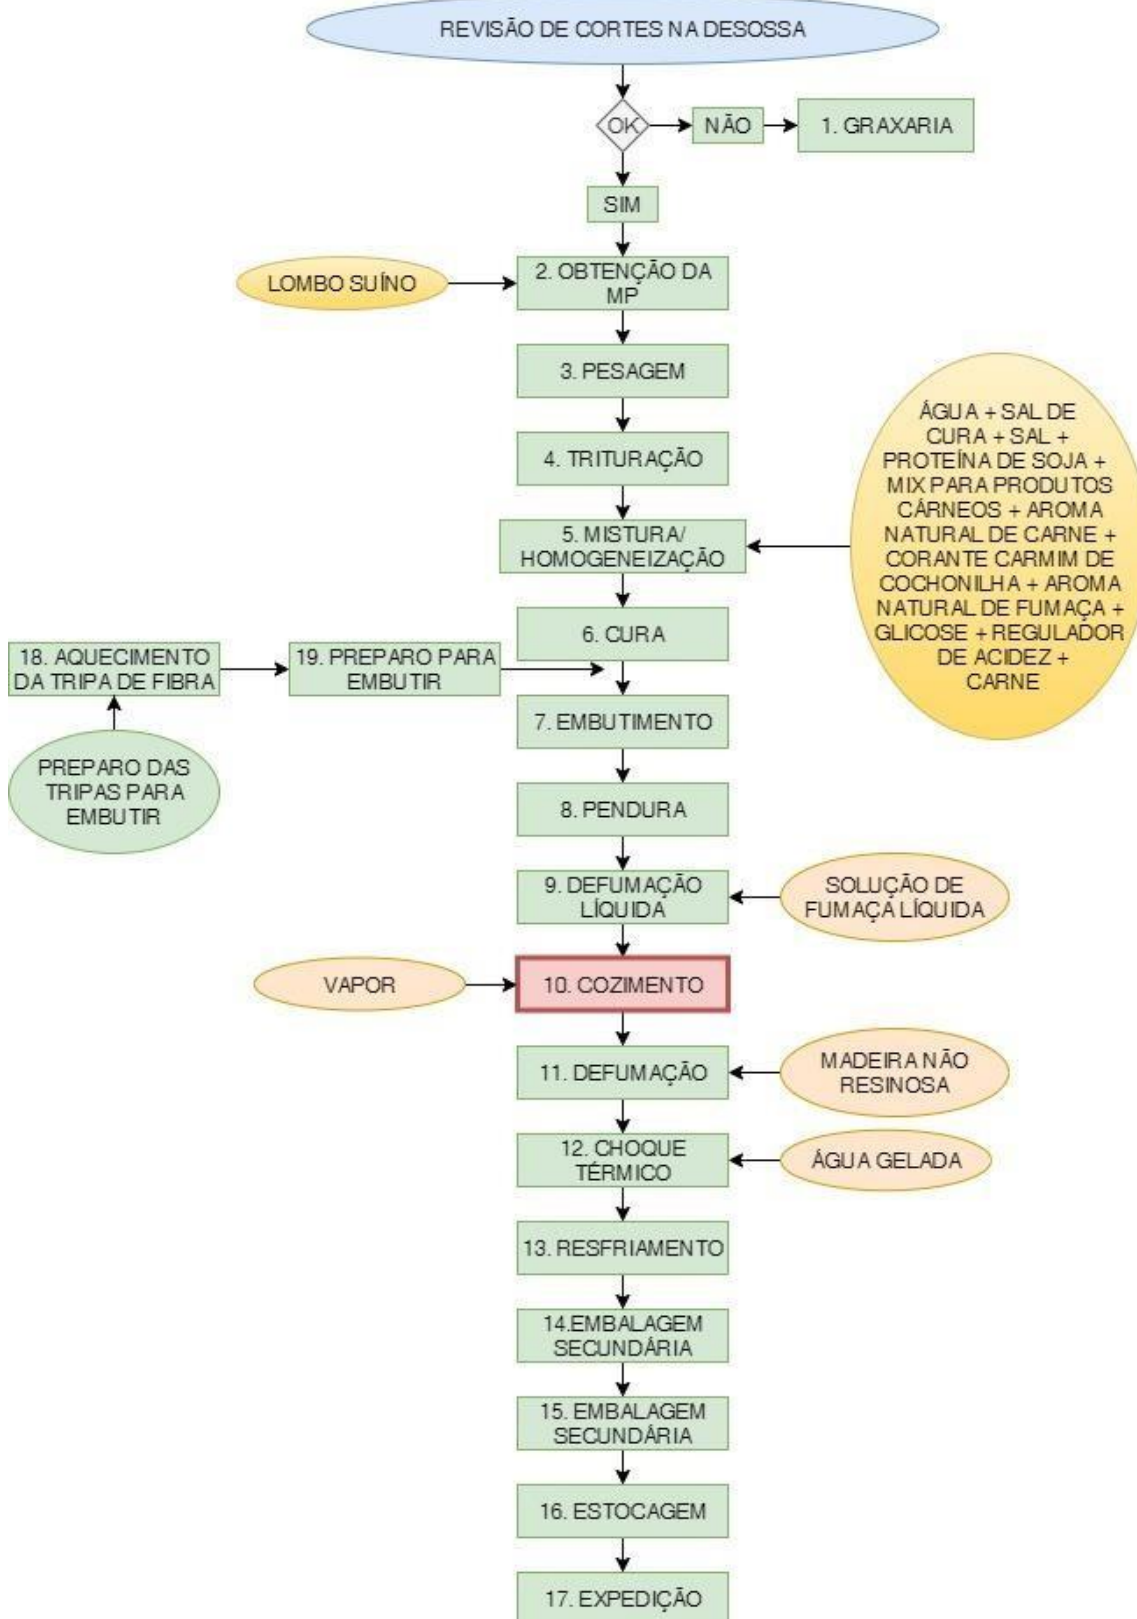 REVISÃO DE CORTES NA DESOSSA
OK
NÃO
1. GRAXARIA
SIM
LOMBO SUÍNO
2. OBTENÇÃO DA
MP
3. PESAGEM
4. TRITURAÇÃO
5. MISTURA/
HOMOGENEIZAÇÃO
ÁGUA + SAL DE
CURA + SAL +
PROTEÍNA DE SOJA +
MIX PARA PRODUTOS
CÁRNEOS + AROMA
NATURAL DE CARNE +
CORANTE CARMIM DE
COCHONILHA + AROMA
NATURAL DE FUMAÇA +
GLICOSE + REGULADOR
DE ACIDEZ +
CARNE
6. CURA
18. AQUECIMENTO
DA TRIPA DE FIBRA
19. PREPARO PARA
EMBUTIR
PREPARO DAS
TRIPAS PARA
EMBUTIR
7. EMBUTIMENTO
8. PENDURA
9. DEFUMAÇÃO
LÍQUIDA
SOLUÇÃO DE
FUMAÇA LÍQUIDA
VAPOR
10. COZIMENTO
11. DEFUMAÇÃO
MADEIRA NÃO
RESINOSA
12. CHOQUE
TÉRMICO
ÁGUA GELADA
13. RESFRIAMENTO
14.EMBALAGEM
SECUNDÁRIA
15. EMBALAGEM
SECUNDÁRIA
16. ESTOCAGEM
17. EXPEDIÇÃO